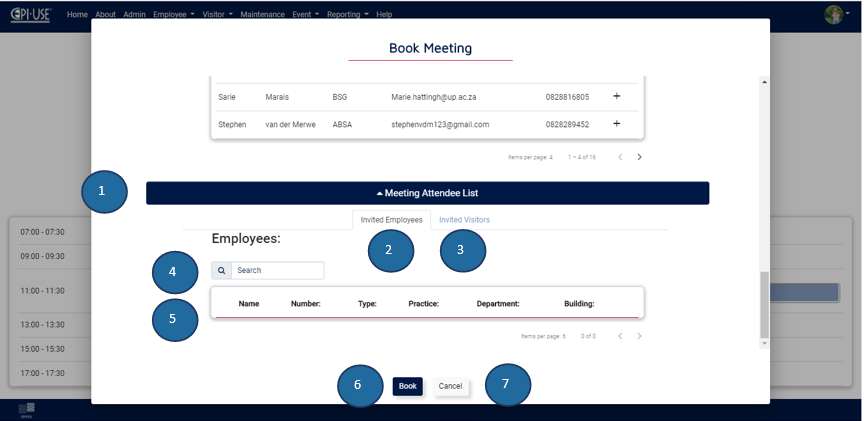 EPI·USE Home About Admin Employee Visitor Maintenance Event Reporting Help
Book Meeting
Sarie Marais BSG Marie.hattingh@up.ac.za 0828816805 +
Stephen van der Merwe ABSA stephenvdm123@gmail.com 0828289452 +
Items per page: 4 1 – 4 of 16
1
Meeting Attendee List
Invited Employees Invited Visitors
2 3
Employees:
4
Search
Name Number: Type: Practice: Department: Building:
5
Items per page: 6 0 of 0
6 Book Cancel 7
07:00 - 07:30
09:00 - 09:30
11:00 - 11:30
13:00 - 13:30
15:00 - 15:30
17:00 - 17:30